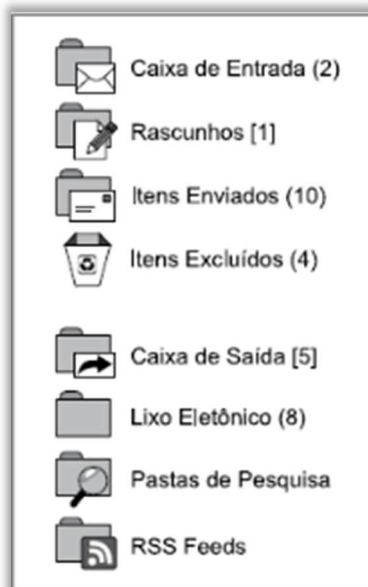 Caixa de Entrada (2)
Rascunhos [1]
Itens Enviados (10)
Itens Excluídos (4)
Caixa de Saída [5]
Lixo Eletônico (8)
Pastas de Pesquisa
RSS Feeds